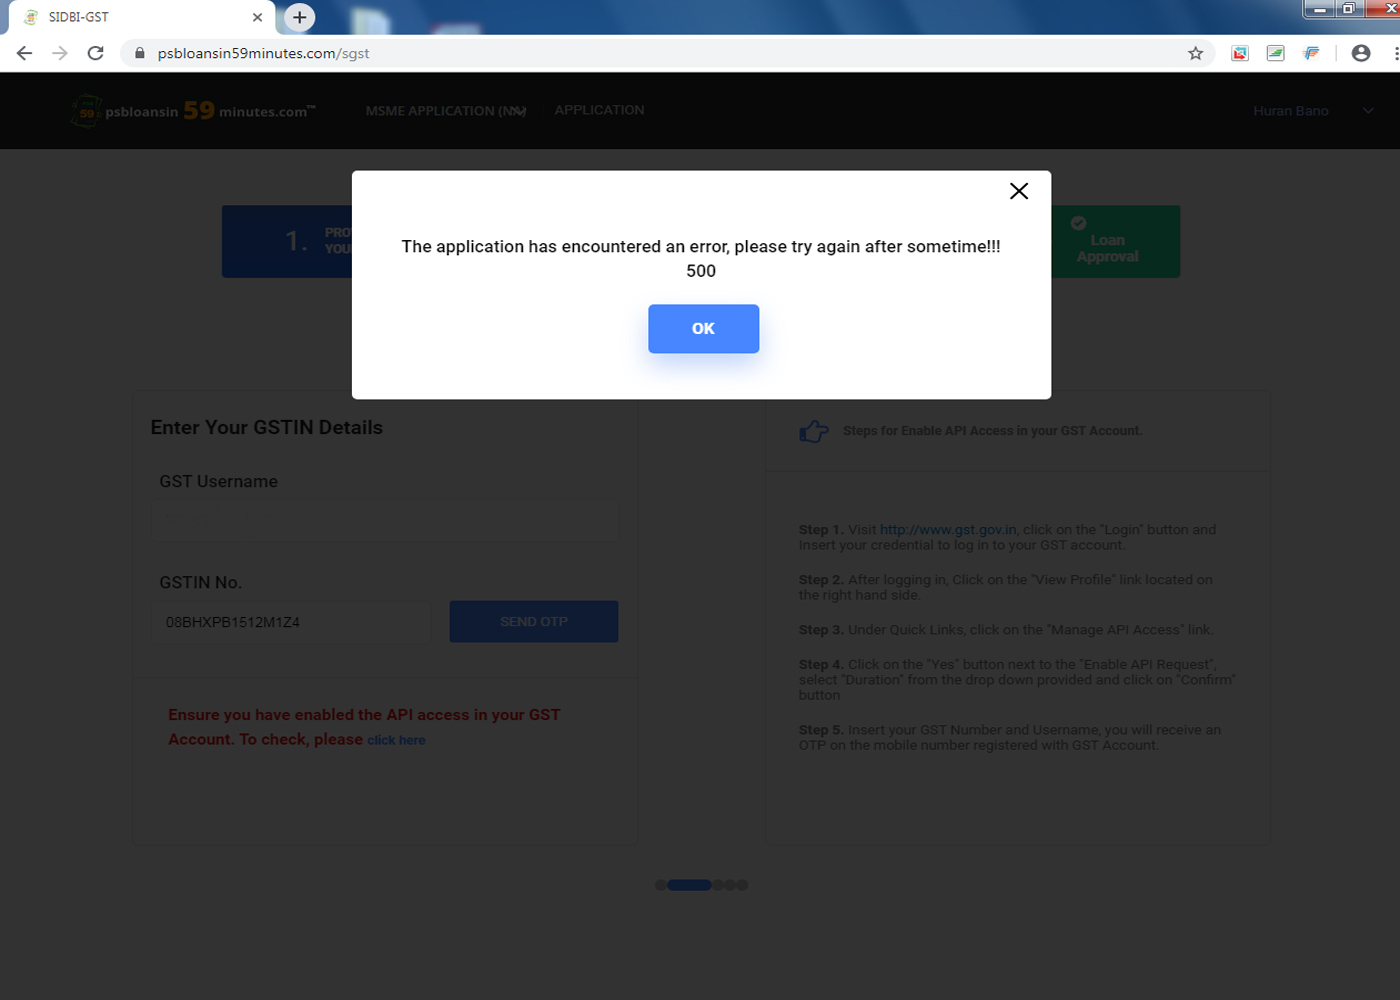 SIDBI-GST
psbloansin59minutes.com/sgst
psbloansin 59 minutes.com™
MSME APPLICATION
APPLICATION
Huran Bano
The application has encountered an error, please try again after sometime!!!
500
OK
1.
Loan
Approval
Enter Your GSTIN Details
GST Username
GSTIN No.
08BHXPB1512M1Z4
SEND OTP
Ensure you have enabled the API access in your GST
Account. To check, please click here
Steps for Enable API Access in your GST Account.
Step 1. Visit http://www.gst.gov.in, click on the "Login" button and
Insert your credential to log in to your GST account.
Step 2. After logging in, Click on the "View Profile" link located on
the right hand side.
Step 3. Under Quick Links, click on the "Manage API Access" link.
Step 4. Click on the "Yes" button next to the "Enable API Request",
select "Duration" from the drop down provided and click on "Confirm"
button
Step 5. Insert your GST Number and Username, you will receive an
OTP on the mobile number registered with GST Account.